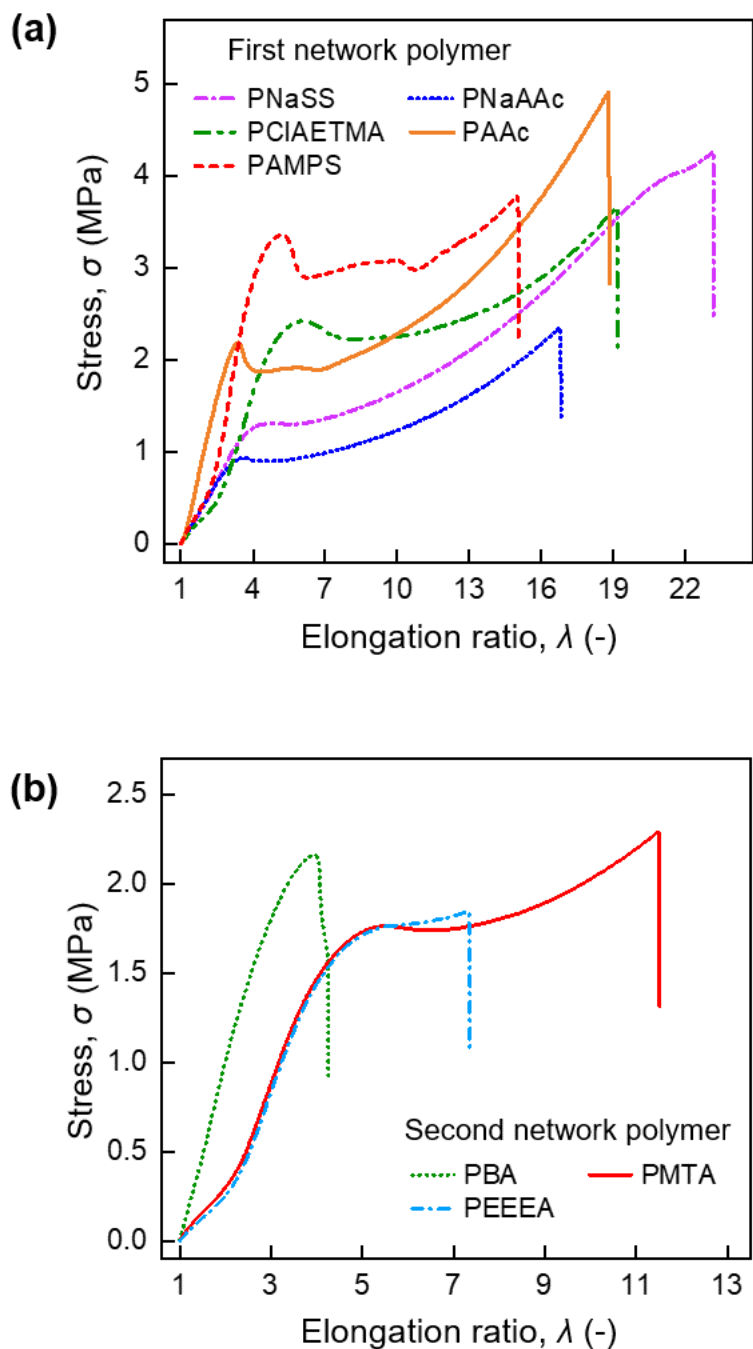 (a)
First network polymer
PNaSS PNaAAc
PClAETMA PAAc
PAMPS
5
4
3
2
1
0
Stress, σ (MPa)
1 4 7 10 13 16 19 22
Elongation ratio, λ (-)
(b)
2.5
2.0
1.5
1.0
0.5
0.0
Stress, σ (MPa)
Second network polymer
PBA PMTA
PEEEA
1 3 5 7 9 11 13
Elongation ratio, λ (-)